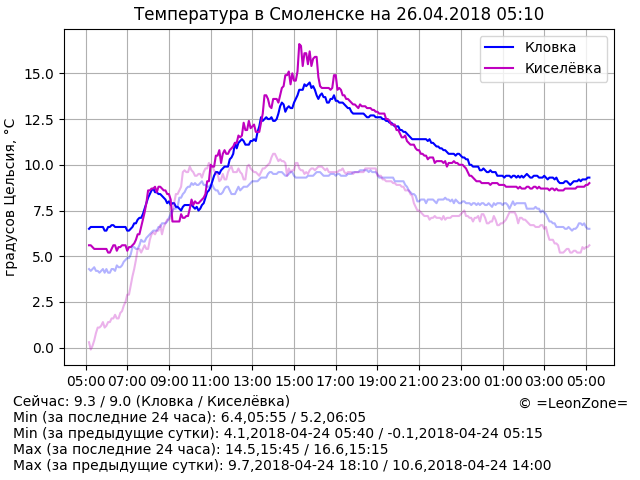 Температура в Смоленске на 26.04.2018 05:10
градусов Цельсия, °C
15.0
12.5
10.0
7.5
5.0
2.5
0.0
Кловка
Киселёвка
05:00 07:00 09:00 11:00 13:00 15:00 17:00 19:00 21:00 23:00 01:00 03:00 05:00
Сейчас: 9.3 / 9.0 (Кловка / Киселёвка)
© =LeonZone=
Min (за последние 24 часа): 6.4,05:55 / 5.2,06:05
Min (за предыдущие сутки): 4.1,2018-04-24 05:40 / -0.1,2018-04-24 05:15
Max (за последние 24 часа): 14.5,15:45 / 16.6,15:15
Max (за предыдущие сутки): 9.7,2018-04-24 18:10 / 10.6,2018-04-24 14:00